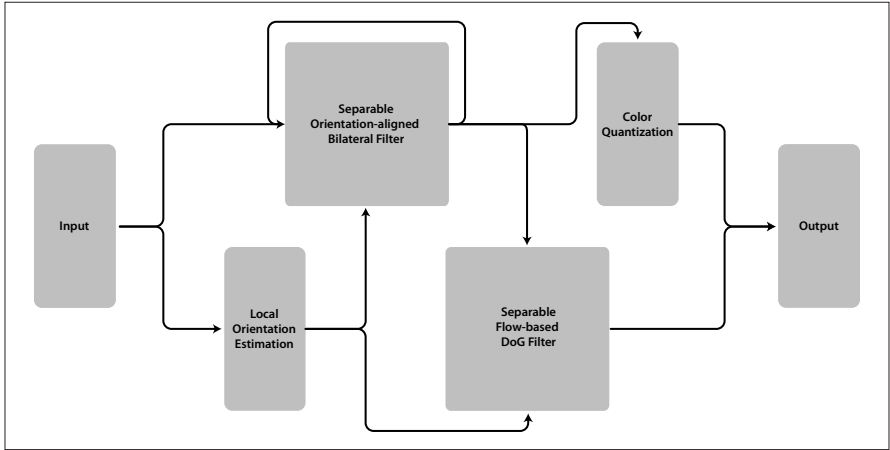 Input
Separable
Orientation-aligned
Bilateral Filter
Local
Orientation
Estimation
Color
Quantization
Separable
Flow-based
DoG Filter
Output